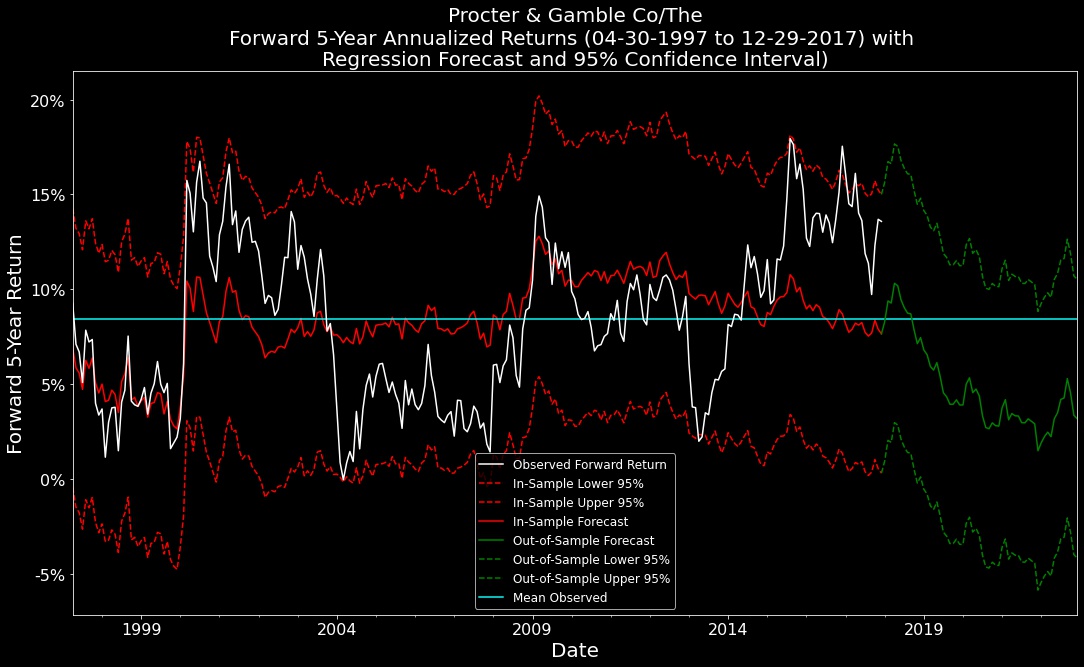 Procter & Gamble Co/The
Forward 5-Year Annualized Returns (04-30-1997 to 12-29-2017) with
Regression Forecast and 95% Confidence Interval)
Forward 5-Year Return
20%
15%
10%
5%
0%
-5%
Observed Forward Return
In-Sample Lower 95%
In-Sample Upper 95%
In-Sample Forecast
Out-of-Sample Forecast
Out-of-Sample Lower 95%
Out-of-Sample Upper 95%
Mean Observed
1999 2004 2009 2014 2019
Date